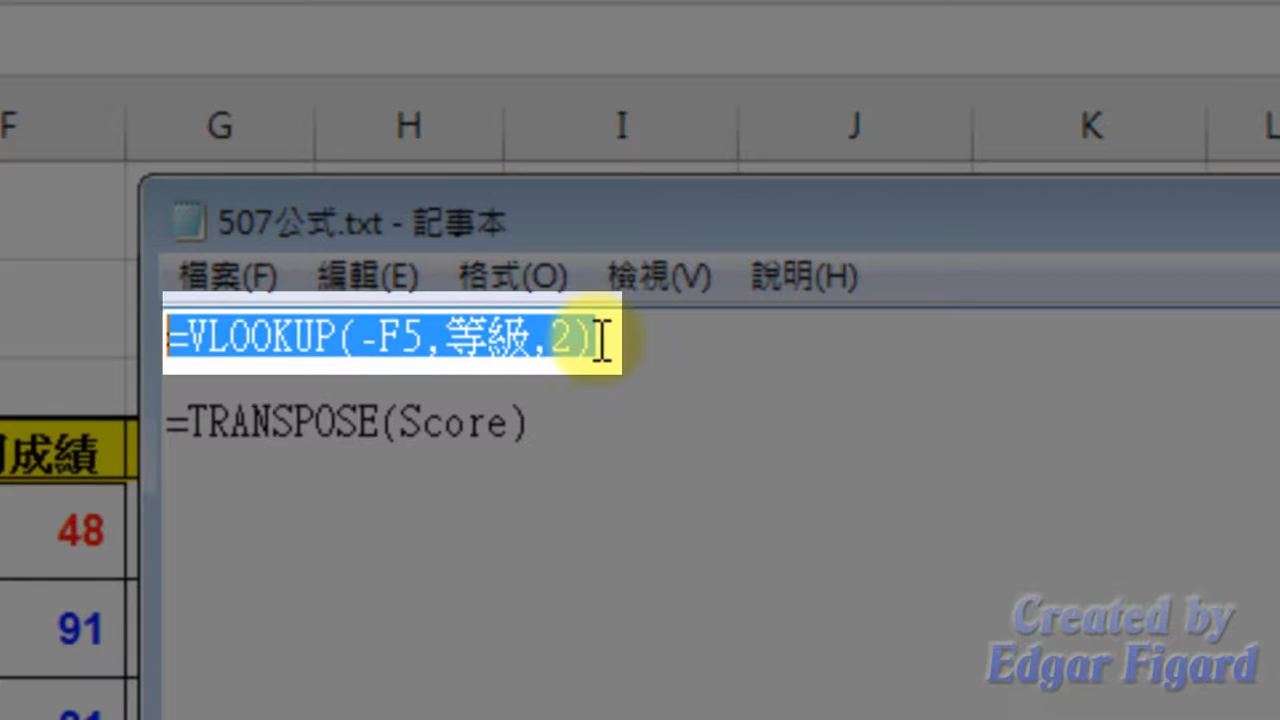 F G H I J K L
507公式.txt - 記事本
檔案(F) 編輯(E) 格式(O) 檢視(V) 說明(H)
=VLOOKUP(-F5,等級,2)
=TRANSPOSE(Score)
成績
48
91
Created by
Edgar Figard